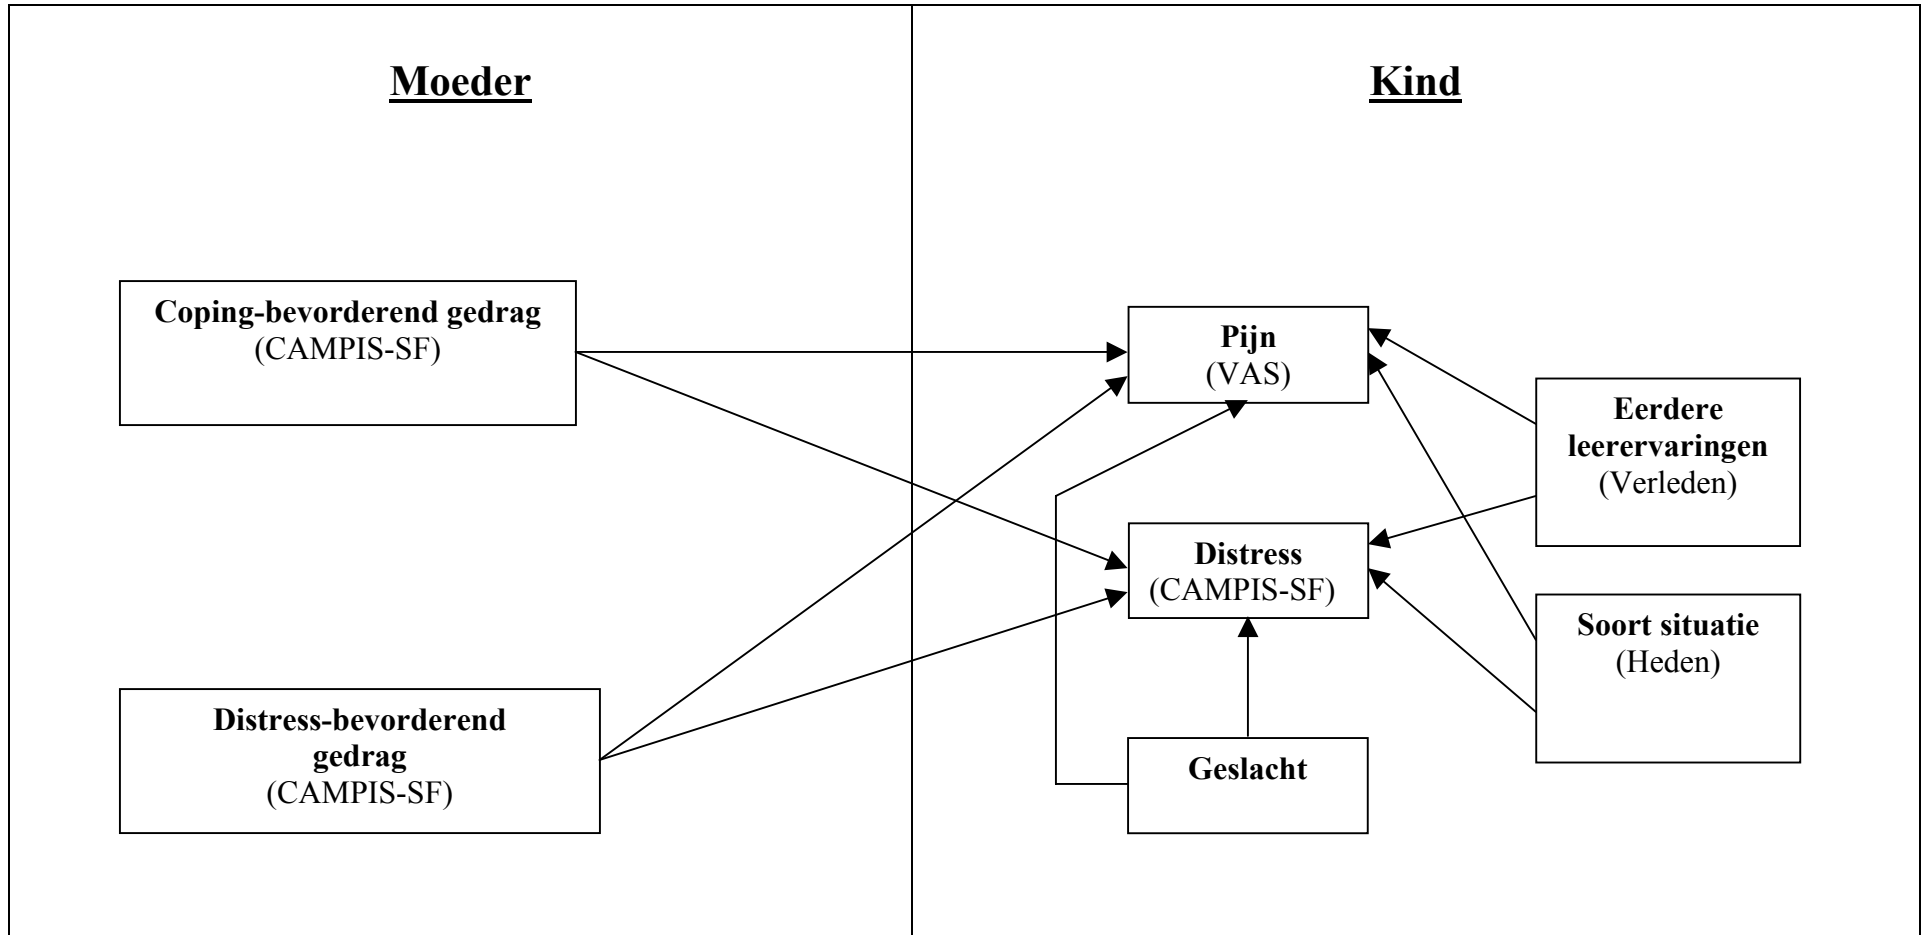 Moeder
Kind
Coping-bevorderend gedrag
(CAMPIS-SF)
Pijn
(VAS)
Eerdere
leerervaringen
(Verleden)
Distress
(CAMPIS-SF)
Soort situatie
(Heden)
Distress-bevorderend
gedrag
(CAMPIS-SF)
Geslacht